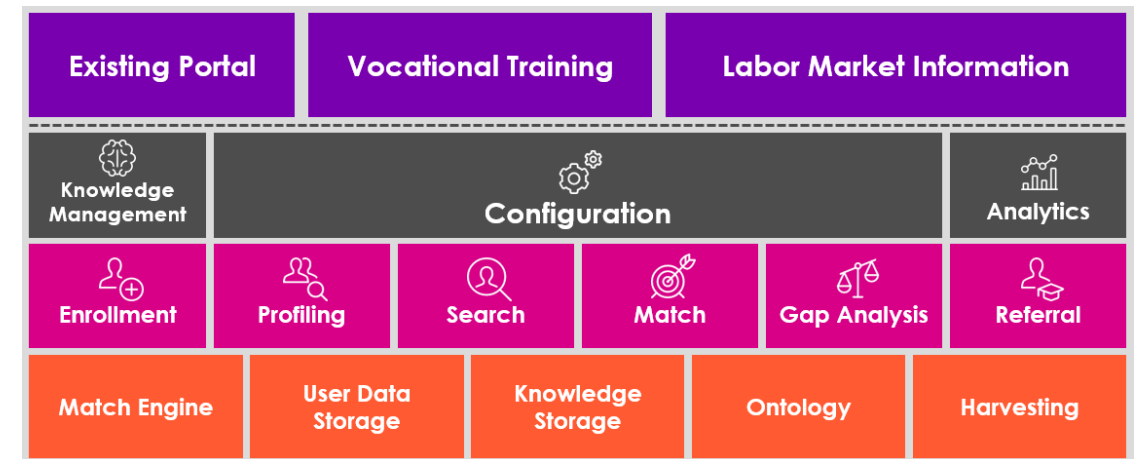 Existing Portal
Vocational Training
Labor Market Information
Knowledge
Management
Configuration
Analytics
Enrollment
Profiling
Search
Match
Gap Analysis
Referral
Match Engine
User Data
Storage
Knowledge
Storage
Ontology
Harvesting